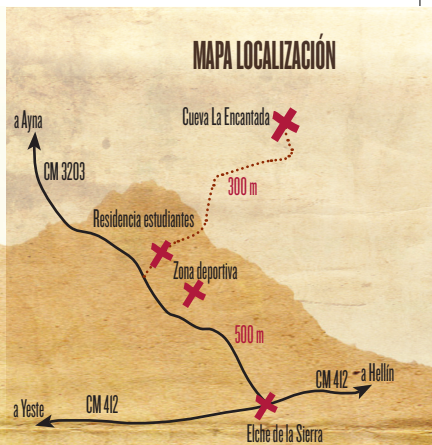 MAPA LOCALIZACIÓN
Cueva La Encantada
a Ayna
CM 3203
300 m
Residencia estudiantes
Zona deportiva
500 m
a Hellín
CM 412
a Yeste
CM 412
Elche de la Sierra